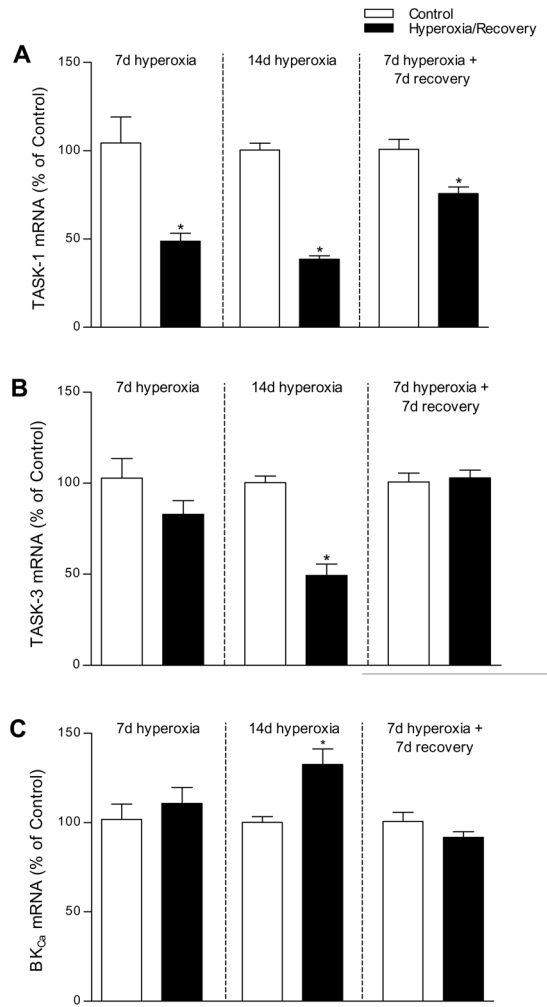 Control
Hyperoxia/Recovery
A
7d hyperoxia
14d hyperoxia
7d hyperoxia +
7d recovery
TASK-1 mRNA (% of Control)
150
100
50
0
*
*
*
B
7d hyperoxia
14d hyperoxia
7d hyperoxia +
7d recovery
TASK-3 mRNA (% of Control)
150
100
50
0
*
C
7d hyperoxia
14d hyperoxia
7d hyperoxia +
7d recovery
BKCa mRNA (% of Control)
150
100
50
0
*